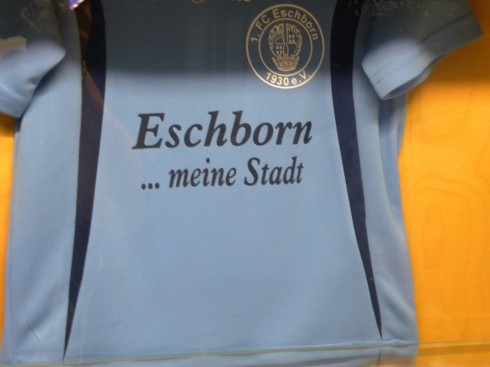 1. FC Eschborn
1930 e.V.
Eschborn
... meine Stadt